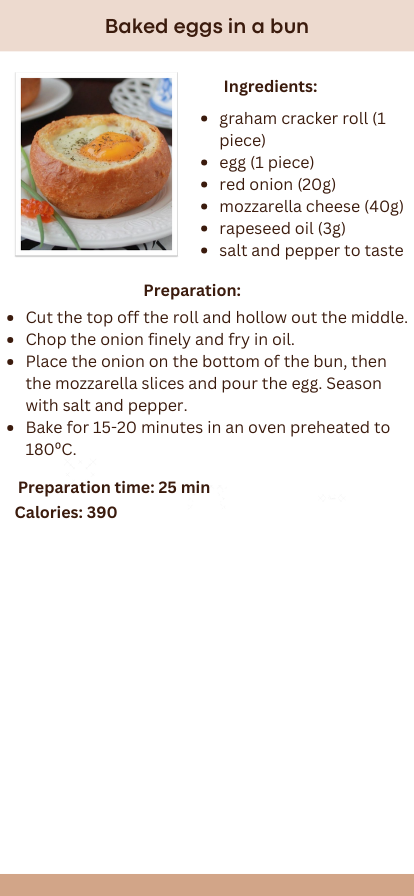 Baked eggs in a bun
Ingredients:
• graham cracker roll (1
piece)
• egg (1 piece)
• red onion (20g)
• mozzarella cheese (40g)
• rapeseed oil (3g)
• salt and pepper to taste
Preparation:
• Cut the top off the roll and hollow out the middle.
• Chop the onion finely and fry in oil.
• Place the onion on the bottom of the bun, then
the mozzarella slices and pour the egg. Season
with salt and pepper.
• Bake for 15-20 minutes in an oven preheated to
180°C.
Preparation time: 25 min
Calories: 390